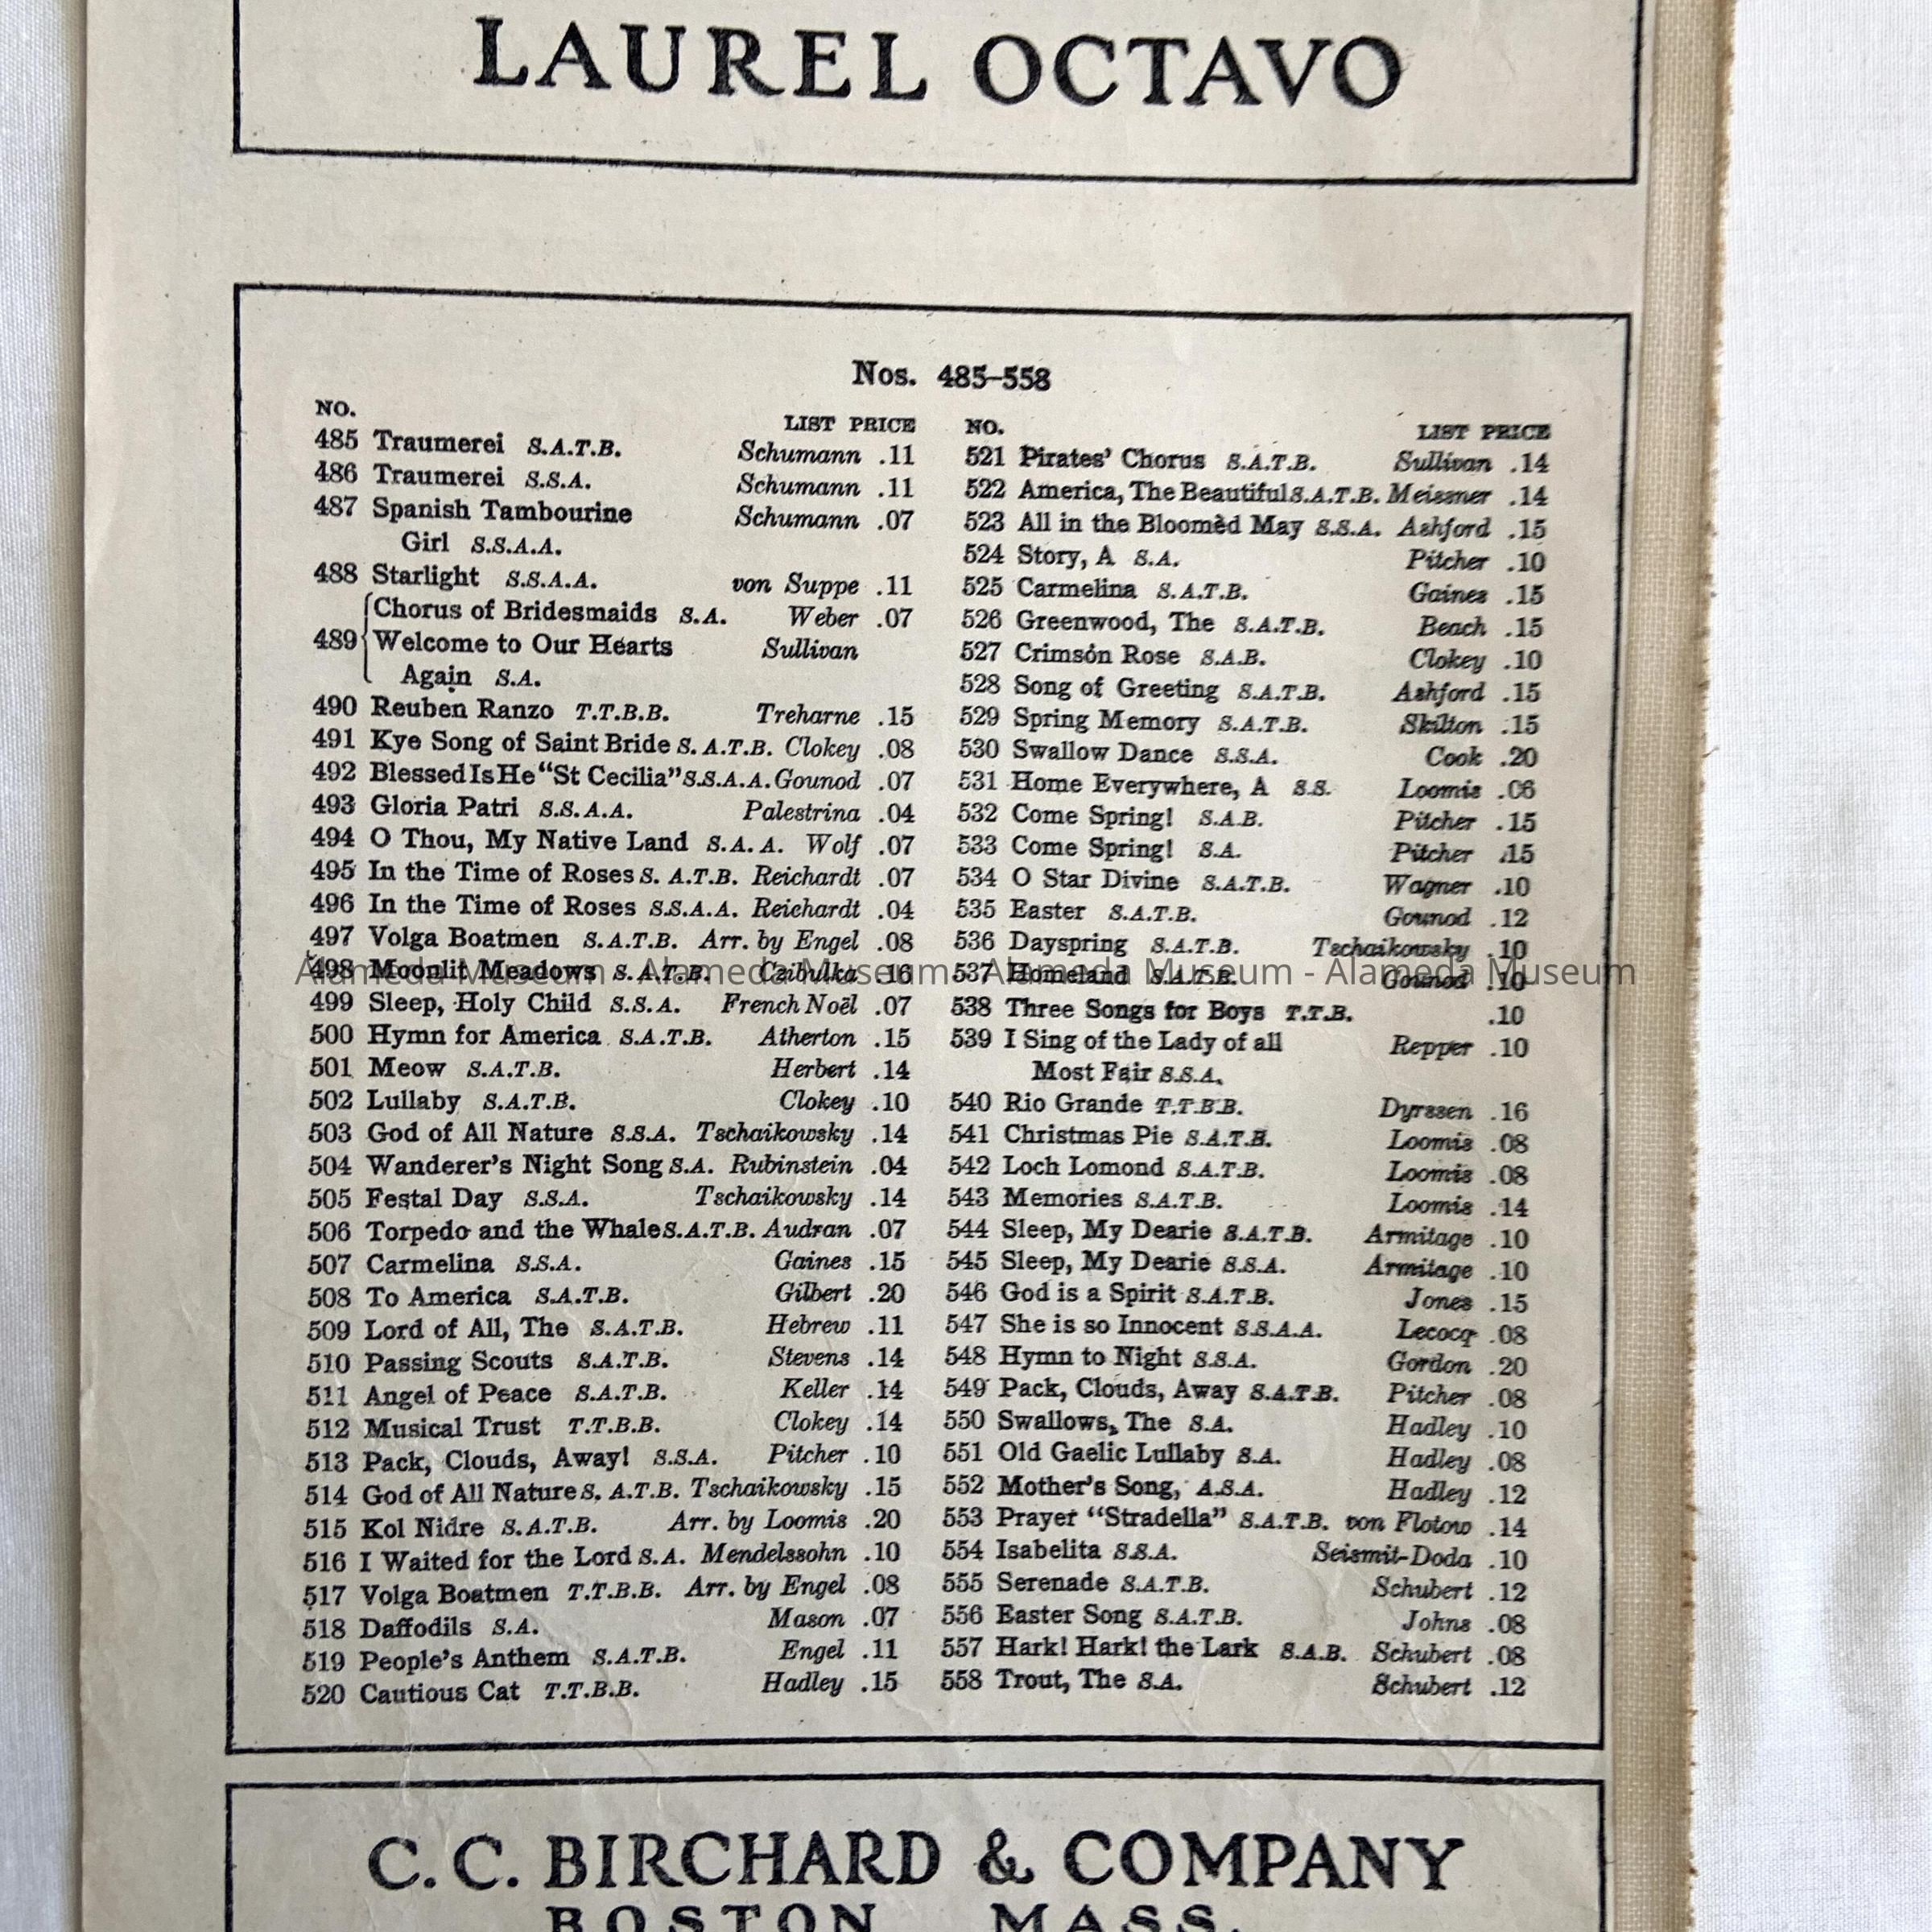 LAUREL OCTAVO
Nos. 485–558
NO.
LIST PRICE
485 Traumerei S.A.T.B. Schumann .11
486 Traumerei S.S.A. Schumann .11
487 Spanish Tambourine Schumann .07
Girl S.S.A.A.
488 Starlight S.S.A.A. von Suppe .11
Chorus of Bridesmaids S.A. Weber .07
489 Welcome to Our Hearts Sullivan
Again S.A.
490 Reuben Ranzo T.T.B.B. Treharne .15
491 Kye Song of Saint Bride S.A.T.B. Clokey .08
492 Blessed Is He “St Cecilia” S.S.A.A. Gounod .07
493 Gloria Patri S.S.A.A. Palestrina .04
494 O Thou, My Native Land S.A.A. Wolf .07
495 In the Time of Roses S.A.T.B. Reichardt .07
496 In the Time of Roses S.S.A.A. Reichardt .04
497 Volga Boatmen S.A.T.B. Arr. by Engel .08
498 Moonlit Meadows S.A.T.B. Czibulka .16
499 Sleep, Holy Child S.S.A. French Noël .07
500 Hymn for America S.A.T.B. Atherton .15
501 Meow S.A.T.B. Herbert .14
502 Lullaby S.A.T.B. Clokey .10
503 God of All Nature S.S.A. Tschaikowsky .14
504 Wanderer's Night Song S.A. Rubinstein .04
505 Festal Day S.S.A. Tschaikowsky .14
506 Torpedo and the Whale S.A.T.B. Audran .07
507 Carmelina S.S.A. Gaines .15
508 To America S.A.T.B. Gilbert .20
509 Lord of All, The S.A.T.B. Hebrew .11
510 Passing Scouts S.A.T.B. Stevens .14
511 Angel of Peace S.A.T.B. Keller .14
512 Musical Trust T.T.B.B. Clokey .14
513 Pack, Clouds, Away! S.S.A. Pitcher .10
514 God of All Nature S.A.T.B. Tschaikowsky .15
515 Kol Nidre S.A.T.B. Arr. by Loomis .20
516 I Waited for the Lord S.A. Mendelssohn .10
517 Volga Boatmen T.T.B.B. Arr. by Engel .08
518 Daffodils S.A. Mason .07
519 People's Anthem S.A.T.B. Engel .11
520 Cautious Cat T.T.B.B. Hadley .15
NO.
LIST PRICE
521 Pirates' Chorus S.A.T.B. Sullivan .14
522 America, The Beautiful S.A.T.B. Meissner .14
523 All in the Bloomèd May S.S.A. Ashford .15
524 Story, A S.A. Pitcher .10
525 Carmelina S.A.T.B. Gaines .15
526 Greenwood, The S.A.T.B. Beach .15
527 Crimson Rose S.A.B. Clokey .10
528 Song of Greeting S.A.T.B. Ashford .15
529 Spring Memory S.A.T.B. Skilton .15
530 Swallow Dance S.S.A. Cook .20
531 Home Everywhere, A S.S. Loomis .06
532 Come Spring! S.A.B. Pitcher .15
533 Come Spring! S.A. Pitcher .15
534 O Star Divine S.A.T.B. Wagner .10
535 Easter S.A.T.B. Gounod .12
536 Dayspring S.A.T.B. Tschaikowsky .10
537 Homeland S.A.T.B. Gounod .10
538 Three Songs for Boys T.T.B. .10
539 I Sing of the Lady of all Repper .10
Most Fair S.S.A.
540 Rio Grande T.T.B.B. Dyrssen .16
541 Christmas Pie S.A.T.B. Loomis .08
542 Loch Lomond S.A.T.B. Loomis .08
543 Memories S.A.T.B. Loomis .14
544 Sleep, My Dearie S.A.T.B. Armitage .10
545 Sleep, My Dearie S.S.A. Armitage .10
546 God is a Spirit S.A.T.B. Jones .15
547 She is so Innocent S.S.A.A. Lecocq .08
548 Hymn to Night S.S.A. Gordon .20
549 Pack, Clouds, Away S.A.T.B. Pitcher .08
550 Swallows, The S.A. Hadley .10
551 Old Gaelic Lullaby S.A. Hadley .08
552 Mother's Song, A S.A. Hadley .12
553 Prayer “Stradella” S.A.T.B. von Flotow .14
554 Isabelita S.S.A. Seismit-Doda .10
555 Serenade S.A.T.B. Schubert .12
556 Easter Song S.A.T.B. Johns .08
557 Hark! Hark! the Lark S.A.B. Schubert .08
558 Trout, The S.A. Schubert .12
Alameda Museum - Alameda Museum - Alameda Museum - Alameda Museum
C. C. BIRCHARD & COMPANY
BOSTON MASS.